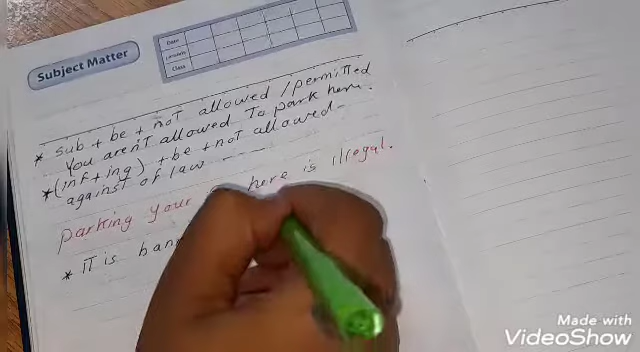 Subject Matter
Date
Lesson
Class
* sub + be + not allowed / permitted
You aren't allowed To park here.
* (inf + ing) + be + not allowed -
against of law - - - -
parking your here is illegal.
* IT is ban
Made with
VideoShow